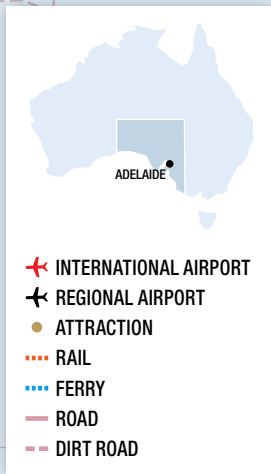 ADELAIDE
INTERNATIONAL AIRPORT
REGIONAL AIRPORT
ATTRACTION
RAIL
FERRY
ROAD
DIRT ROAD